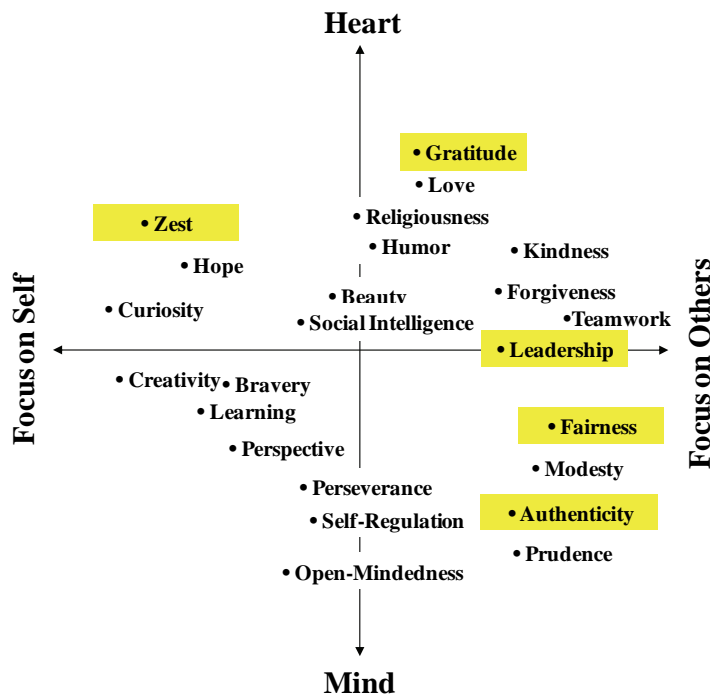 Heart
• Gratitude
• Love
• Religiousness
• Zest
• Humor
• Kindness
• Hope
• Beauty
• Forgiveness
• Curiosity
• Social Intelligence
• Teamwork
Focus on Self
• Leadership
Focus on Others
• Creativity
• Bravery
• Learning
• Fairness
• Perspective
• Modesty
• Perseverance
• Authenticity
• Self-Regulation
• Prudence
• Open-Mindedness
Mind